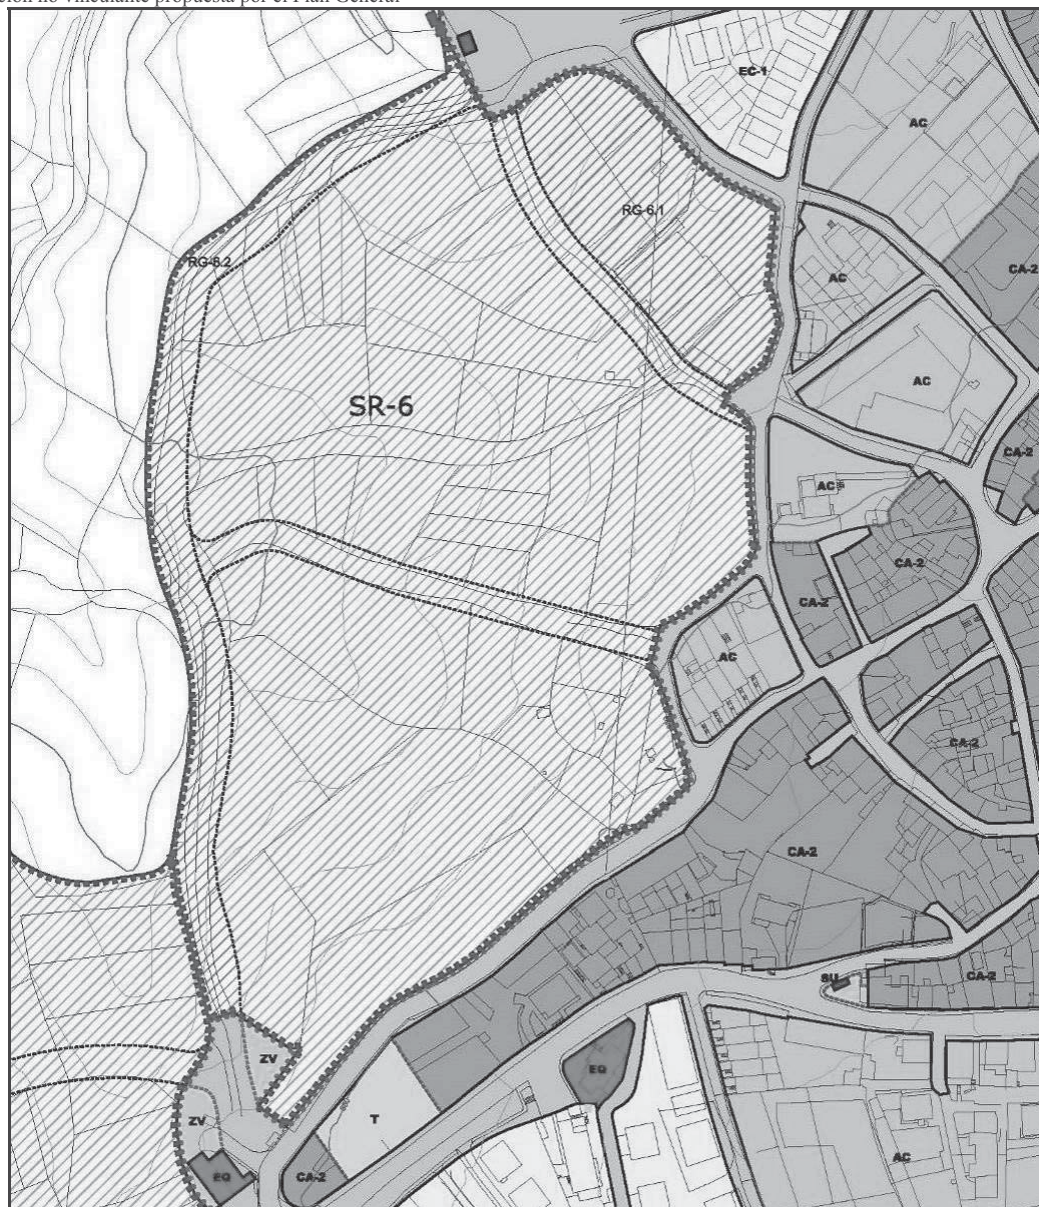 ción no vinculante propuesta por el Plan General
EC-1
AC
RG-6.1
RG-6.2
CA-2
AC
AC
SR-6
CA-2
AC
CA-2
CA-2
AC
CA-2
CA-2
SU
CA-2
ZV
EQ
T
ZV
AC
EQ
CA-2